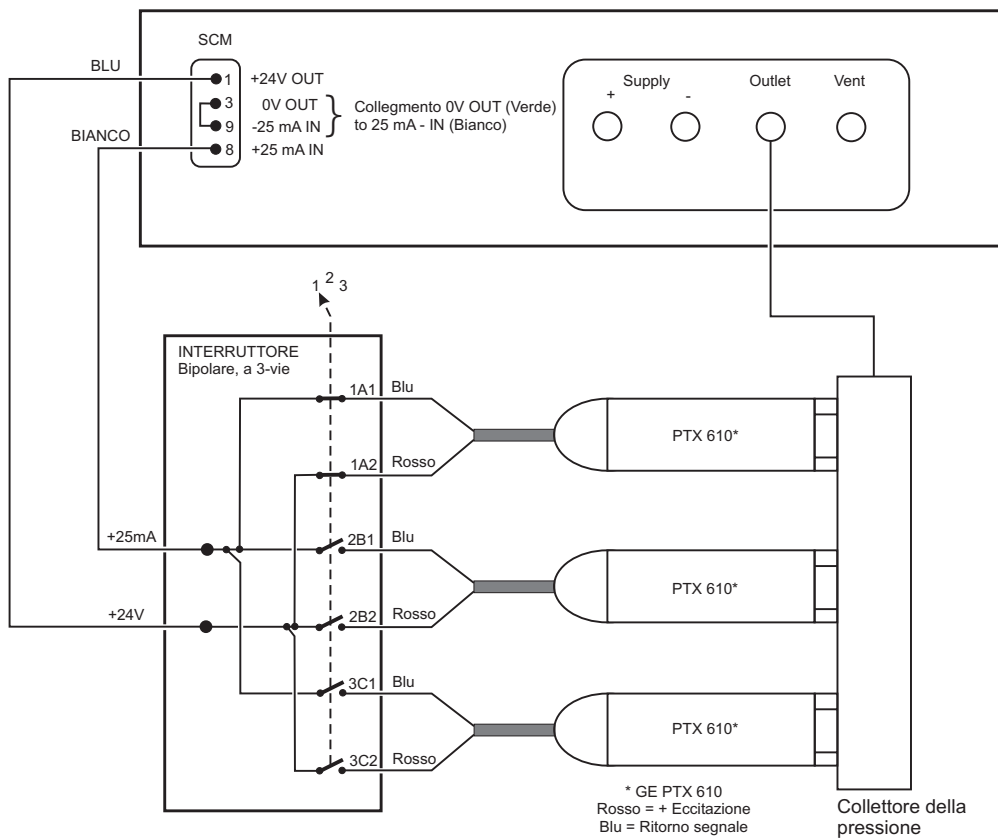 SCM
BLU
1 +24V OUT
3 0V OUT
9 -25 mA IN
Collegmento 0V OUT (Verde)
to 25 mA - IN (Bianco)
BIANCO
8 +25 mA IN
Supply
+ -
Outlet
Vent
1 2 3
INTERRUTTORE
Bipolare, a 3-vie
1A1 Blu
PTX 610*
1A2 Rosso
+25mA
2B1 Blu
PTX 610*
+24V
2B2 Rosso
3C1 Blu
PTX 610*
3C2 Rosso
* GE PTX 610
Rosso = + Eccitazione
Blu = Ritorno segnale
Collettore della
pressione